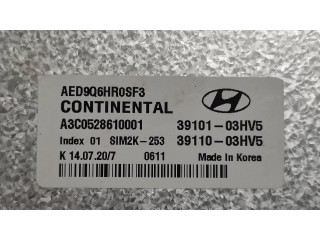 AED9Q6HR0SF3
CONTINENTAL
A3C0528610001 39101-03HV5
Index 01 SIM2K-253 39110-03HV5
K 14.07.20/7 0611 Made In Korea